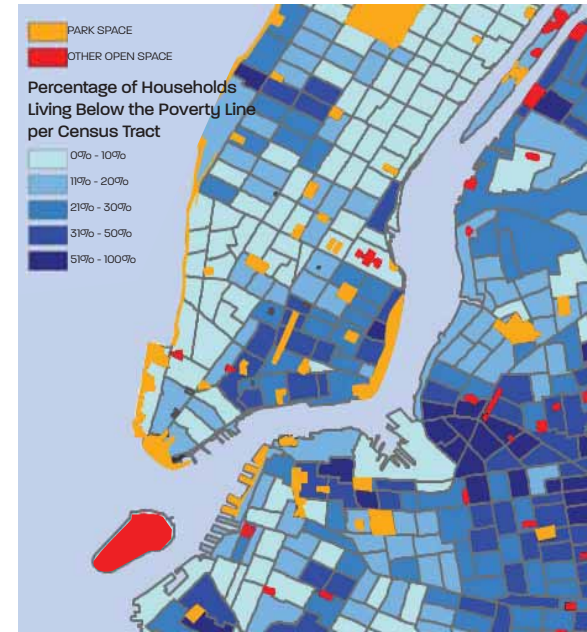 PARK SPACE
OTHER OPEN SPACE
Percentage of Households
Living Below the Poverty Line
per Census Tract
0% - 10%
11% - 20%
21% - 30%
31% - 50%
51% - 100%